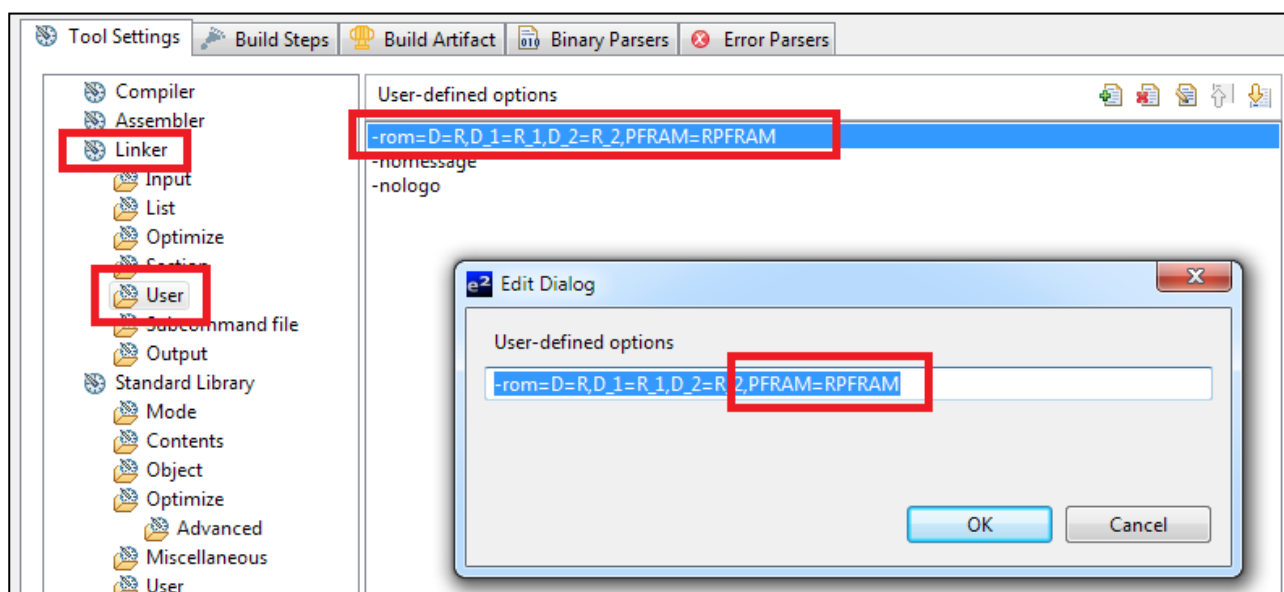 Tool Settings Build Steps Build Artifact Binary Parsers Error Parsers
Compiler
Assembler
Linker
Input
List
Optimize
Section
User
Subcommand file
Output
Standard Library
Mode
Contents
Object
Optimize
Advanced
Miscellaneous
User
User-defined options
-rom=D=R,D_1=R_1,D_2=R_2,PFRAM=RPFRAM
-nomessage
-nologo
e2 Edit Dialog
User-defined options
-rom=D=R,D_1=R_1,D_2=R_2,PFRAM=RPFRAM
OK Cancel